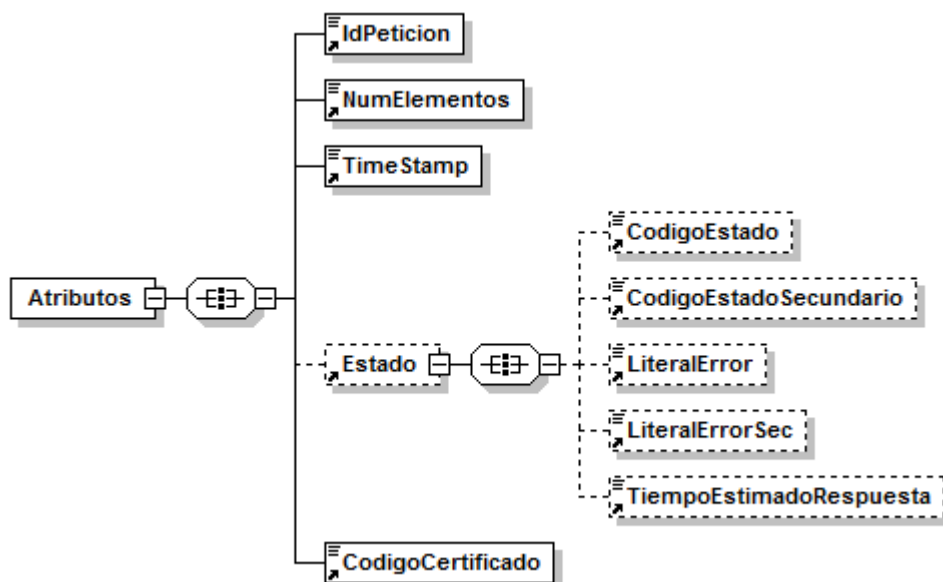 IdPeticion
NumElementos
TimeStamp
CodigoEstado
Atributos
CodigoEstadoSecundario
Estado
LiteralError
LiteralErrorSec
TiempoEstimadoRespuesta
CodigoCertificado